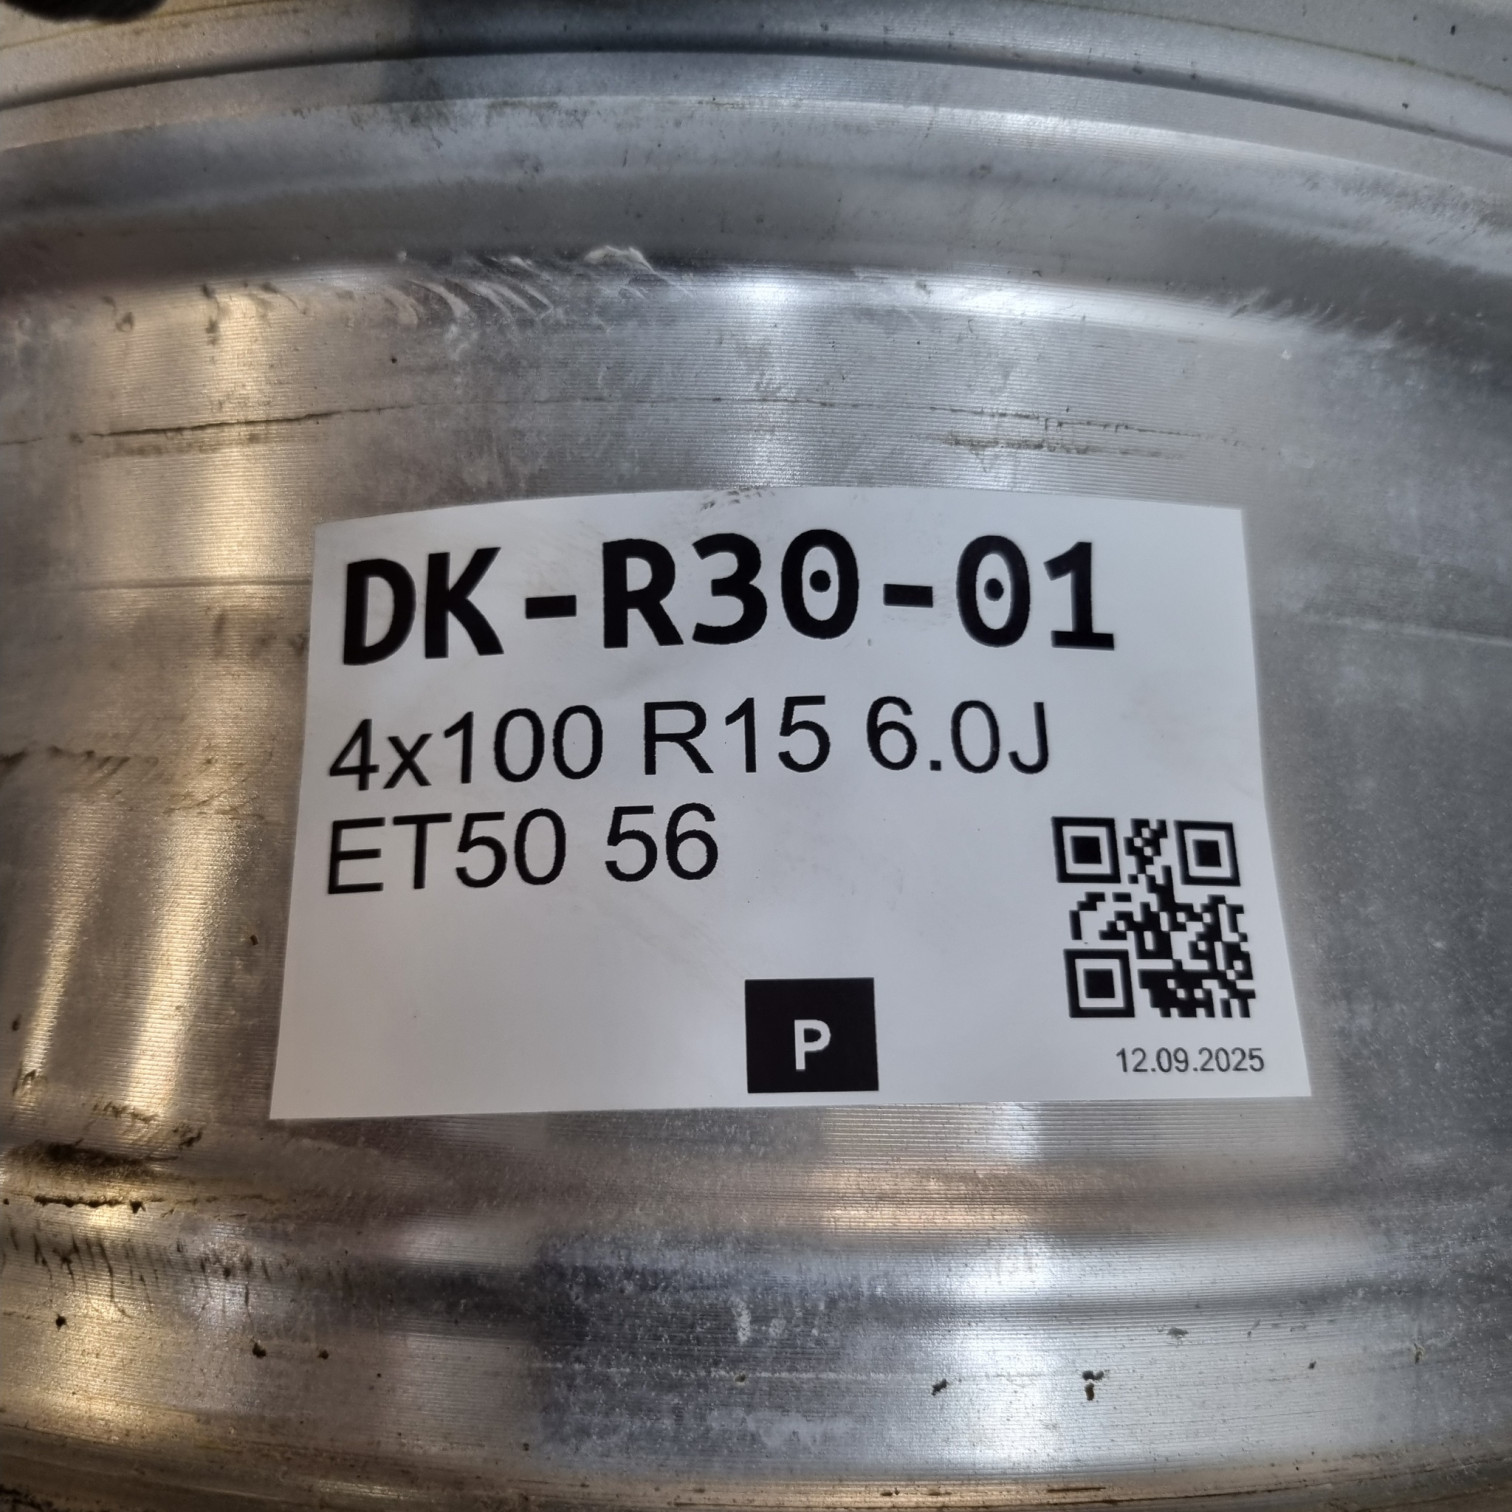 DK-R30-01
4x100 R15 6.0J
ET50 56
P
12.09.2025